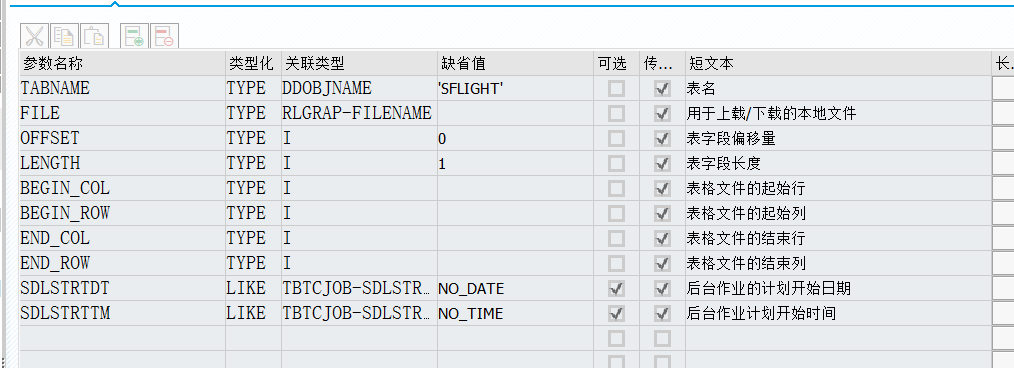 参数名称 类型化 关联类型 缺省值 可选 传... 短文本 长.
TABNAME TYPE DDOBJNAME 'SFLIGHT' 表名
FILE TYPE RLGRAP-FILENAME 用于上载/下载的本地文件
OFFSET TYPE I 0 表字段偏移量
LENGTH TYPE I 1 表字段长度
BEGIN_COL TYPE I 表格文件的起始行
BEGIN_ROW TYPE I 表格文件的起始列
END_COL TYPE I 表格文件的结束行
END_ROW TYPE I 表格文件的结束列
SDLSTRTDT LIKE TBTCJOB-SDLSTR... NO_DATE 后台作业的计划开始日期
SDLSTRTTM LIKE TBTCJOB-SDLSTR... NO_TIME 后台作业计划开始时间